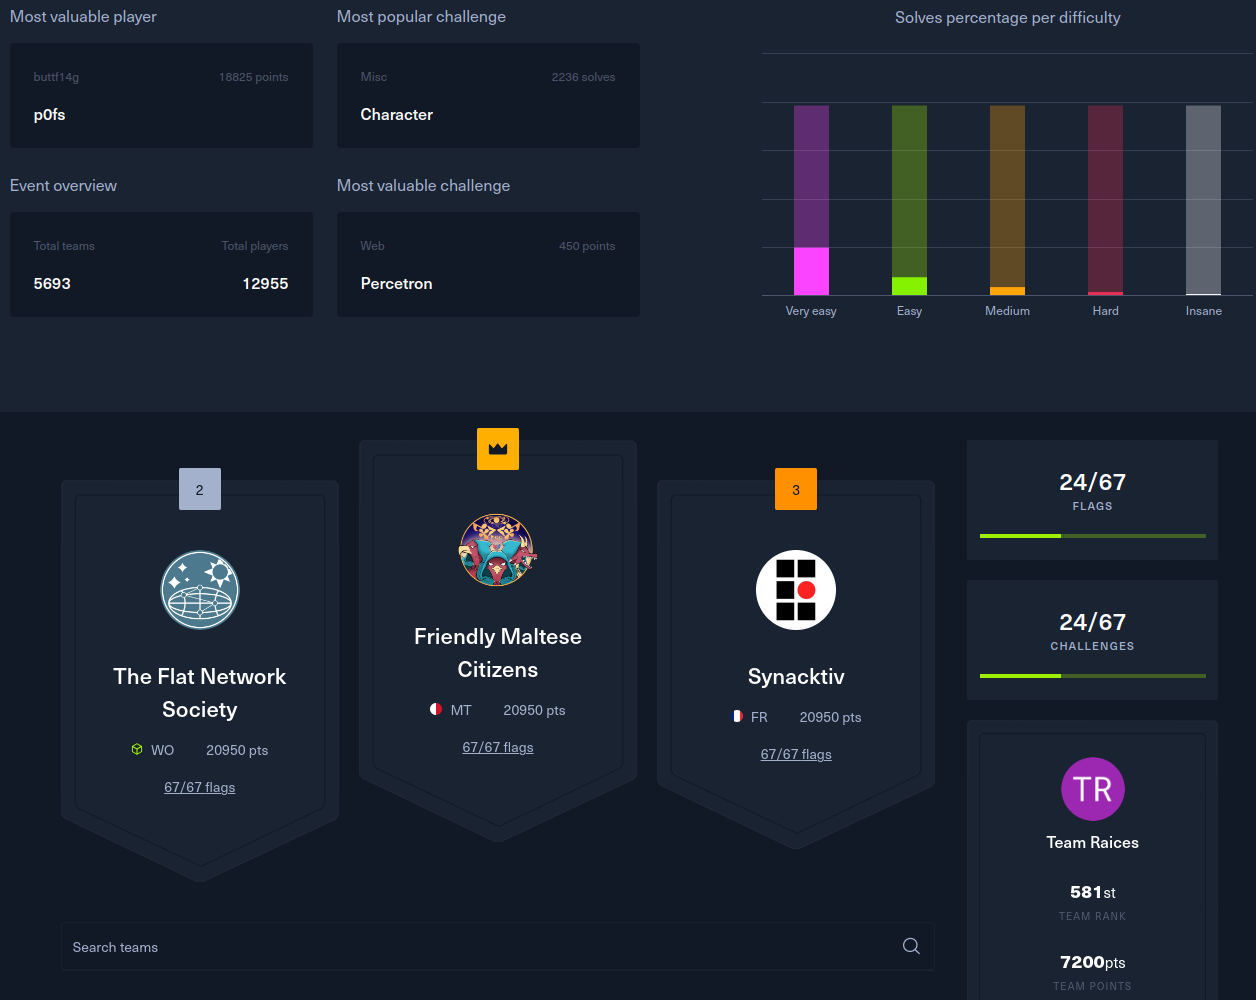 Most valuable player
buttf14g 18825 points
p0fs
Most popular challenge
Misc 2236 solves
Character
Event overview
Total teams Total players
5693 12955
Most valuable challenge
Web 450 points
Percetron
Solves percentage per difficulty
Very easy Easy Medium Hard Insane
2
The Flat Network
Society
WO 20950 pts
67/67 flags
Friendly Maltese
Citizens
MT 20950 pts
67/67 flags
3
Synacktiv
FR 20950 pts
67/67 flags
Search teams
24/67
FLAGS
24/67
CHALLENGES
TR
Team Raices
581st
TEAM RANK
7200pts
TEAM POINTS